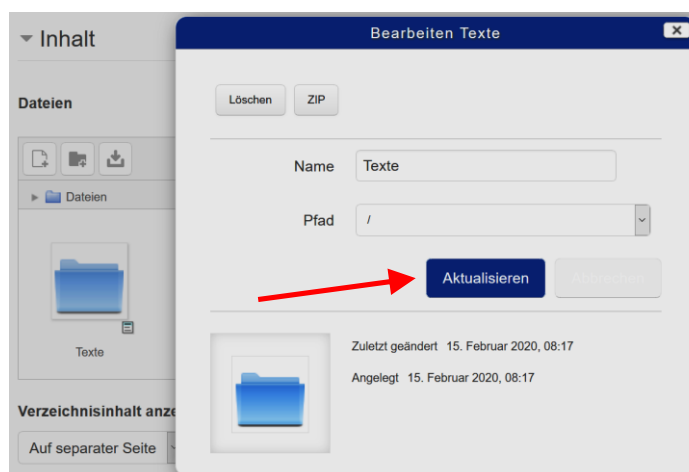 Inhalt
Bearbeiten Texte
Dateien
Löschen ZIP
Name Texte
Dateien
Pfad /
Aktualisieren Abbrechen
Texte
Zuletzt geändert 15. Februar 2020, 08:17
Angelegt 15. Februar 2020, 08:17
Verzeichnisinhalt anze
Auf separater Seite